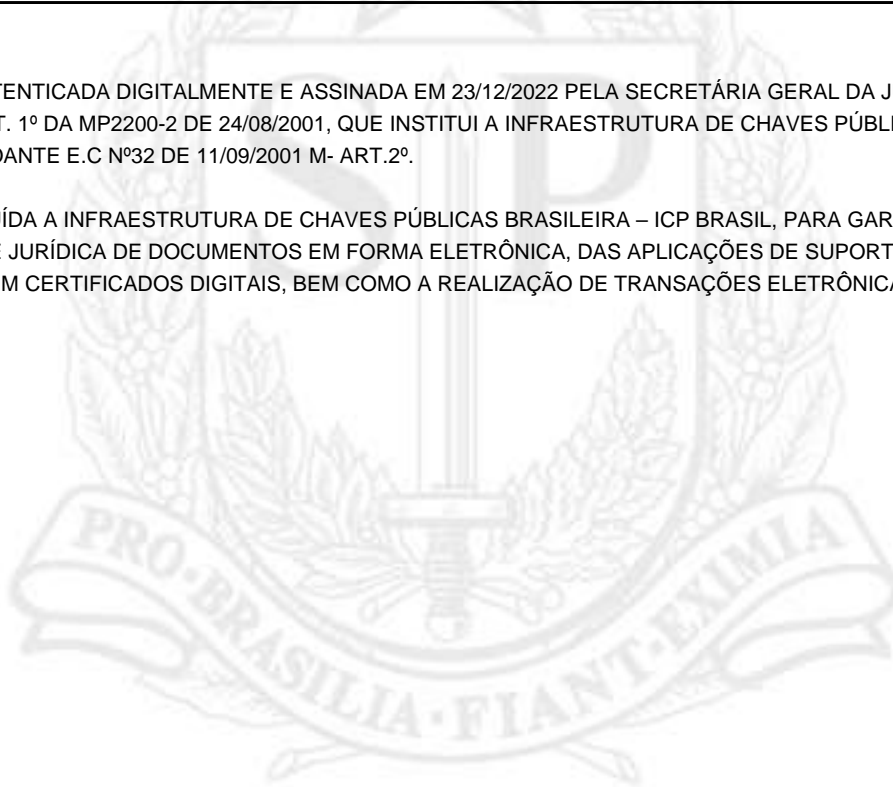 TENTICADA DIGITALMENTE E ASSINADA EM 23/12/2022 PELA SECRETÁRIA GERAL DA J
T. 1º DA MP2200-2 DE 24/08/2001, QUE INSTITUI A INFRAESTRUTURA DE CHAVES PÚBL
DANTE E.C Nº32 DE 11/09/2001 M- ART.2º.
ÍDA A INFRAESTRUTURA DE CHAVES PÚBLICAS BRASILEIRA – ICP BRASIL, PARA GAR
E JURÍDICA DE DOCUMENTOS EM FORMA ELETRÔNICA, DAS APLICAÇÕES DE SUPORT
M CERTIFICADOS DIGITAIS, BEM COMO A REALIZAÇÃO DE TRANSAÇÕES ELETRÔNICA
SP
PRO·BRASILIA·FIANT·EXIMIA